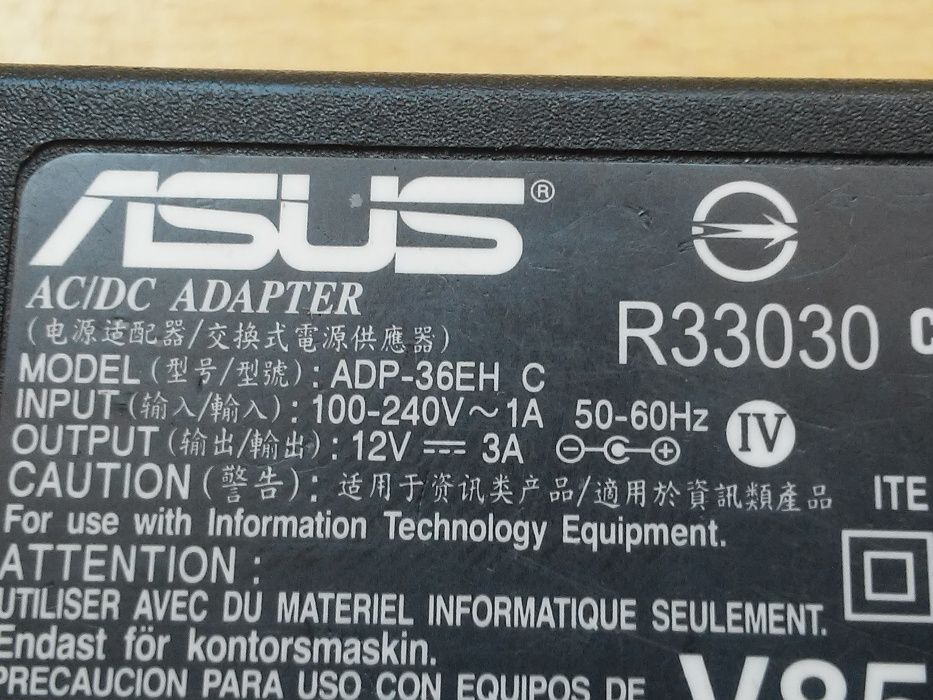 ASUS®
AC/DC ADAPTER
(电源适配器/交換式電源供應器)
R33030
MODEL (型号/型號): ADP-36EH C
INPUT (输入/輸入): 100-240V~1A 50-60Hz IV
OUTPUT (输出/輸出): 12V ⎓ 3A
CAUTION (警告): 适用于资讯类产品/適用於資訊類產品 ITE
For use with Information Technology Equipment.
ATTENTION :
UTILISER AVEC DU MATERIEL INFORMATIQUE SEULEMENT.
Endast för kontorsmaskin.
PRECAUCION PARA USO CON EQUIPOS DE